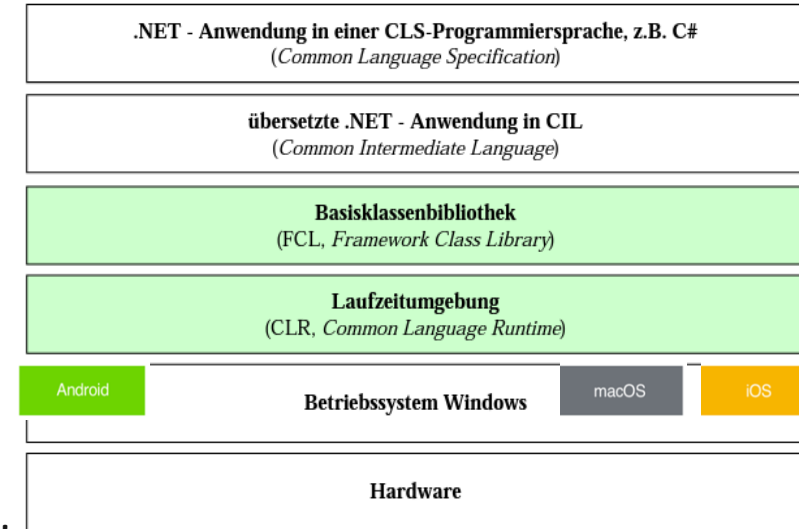 .NET - Anwendung in einer CLS-Programmiersprache, z.B. C#
(Common Language Specification)
übersetzte .NET - Anwendung in CIL
(Common Intermediate Language)
Basisklassenbibliothek
(FCL, Framework Class Library)
Laufzeitumgebung
(CLR, Common Language Runtime)
Android
Betriebssystem Windows
macOS
iOS
Hardware